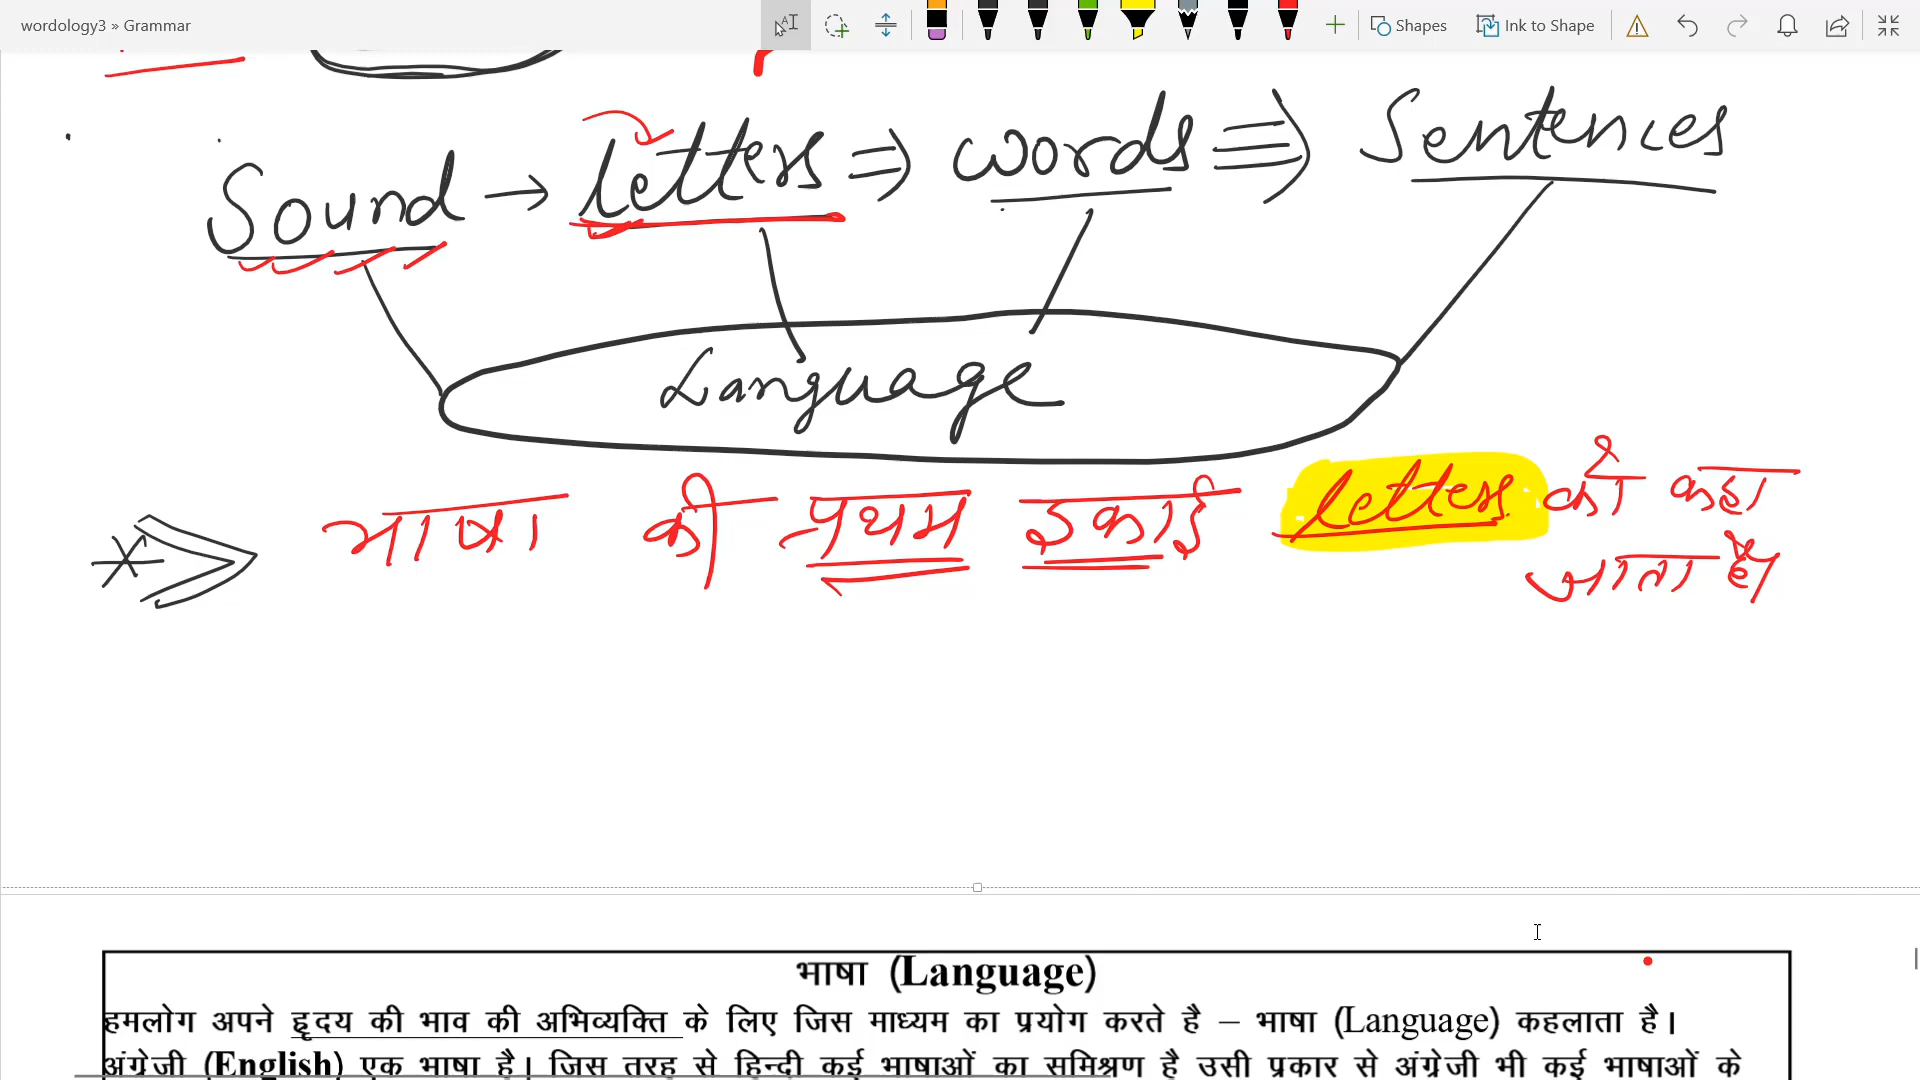 wordology3 » Grammar
Shapes Ink to Shape
Sound → letters ⇒ words ⇒ Sentences
Language
भाषा की प्रथम इकाई letters को कहा
जाता है।
भाषा (Language)
हमलोग अपने हृदय की भाव की अभिव्यक्ति के लिए जिस माध्यम का प्रयोग करते है – भाषा (Language) कहलाता है।
अंग्रेजी (English) एक भाषा है। जिस तरह से हिन्दी कई भाषाओं का समिश्रण है उसी प्रकार से अंग्रेजी भी कई भाषाओं के